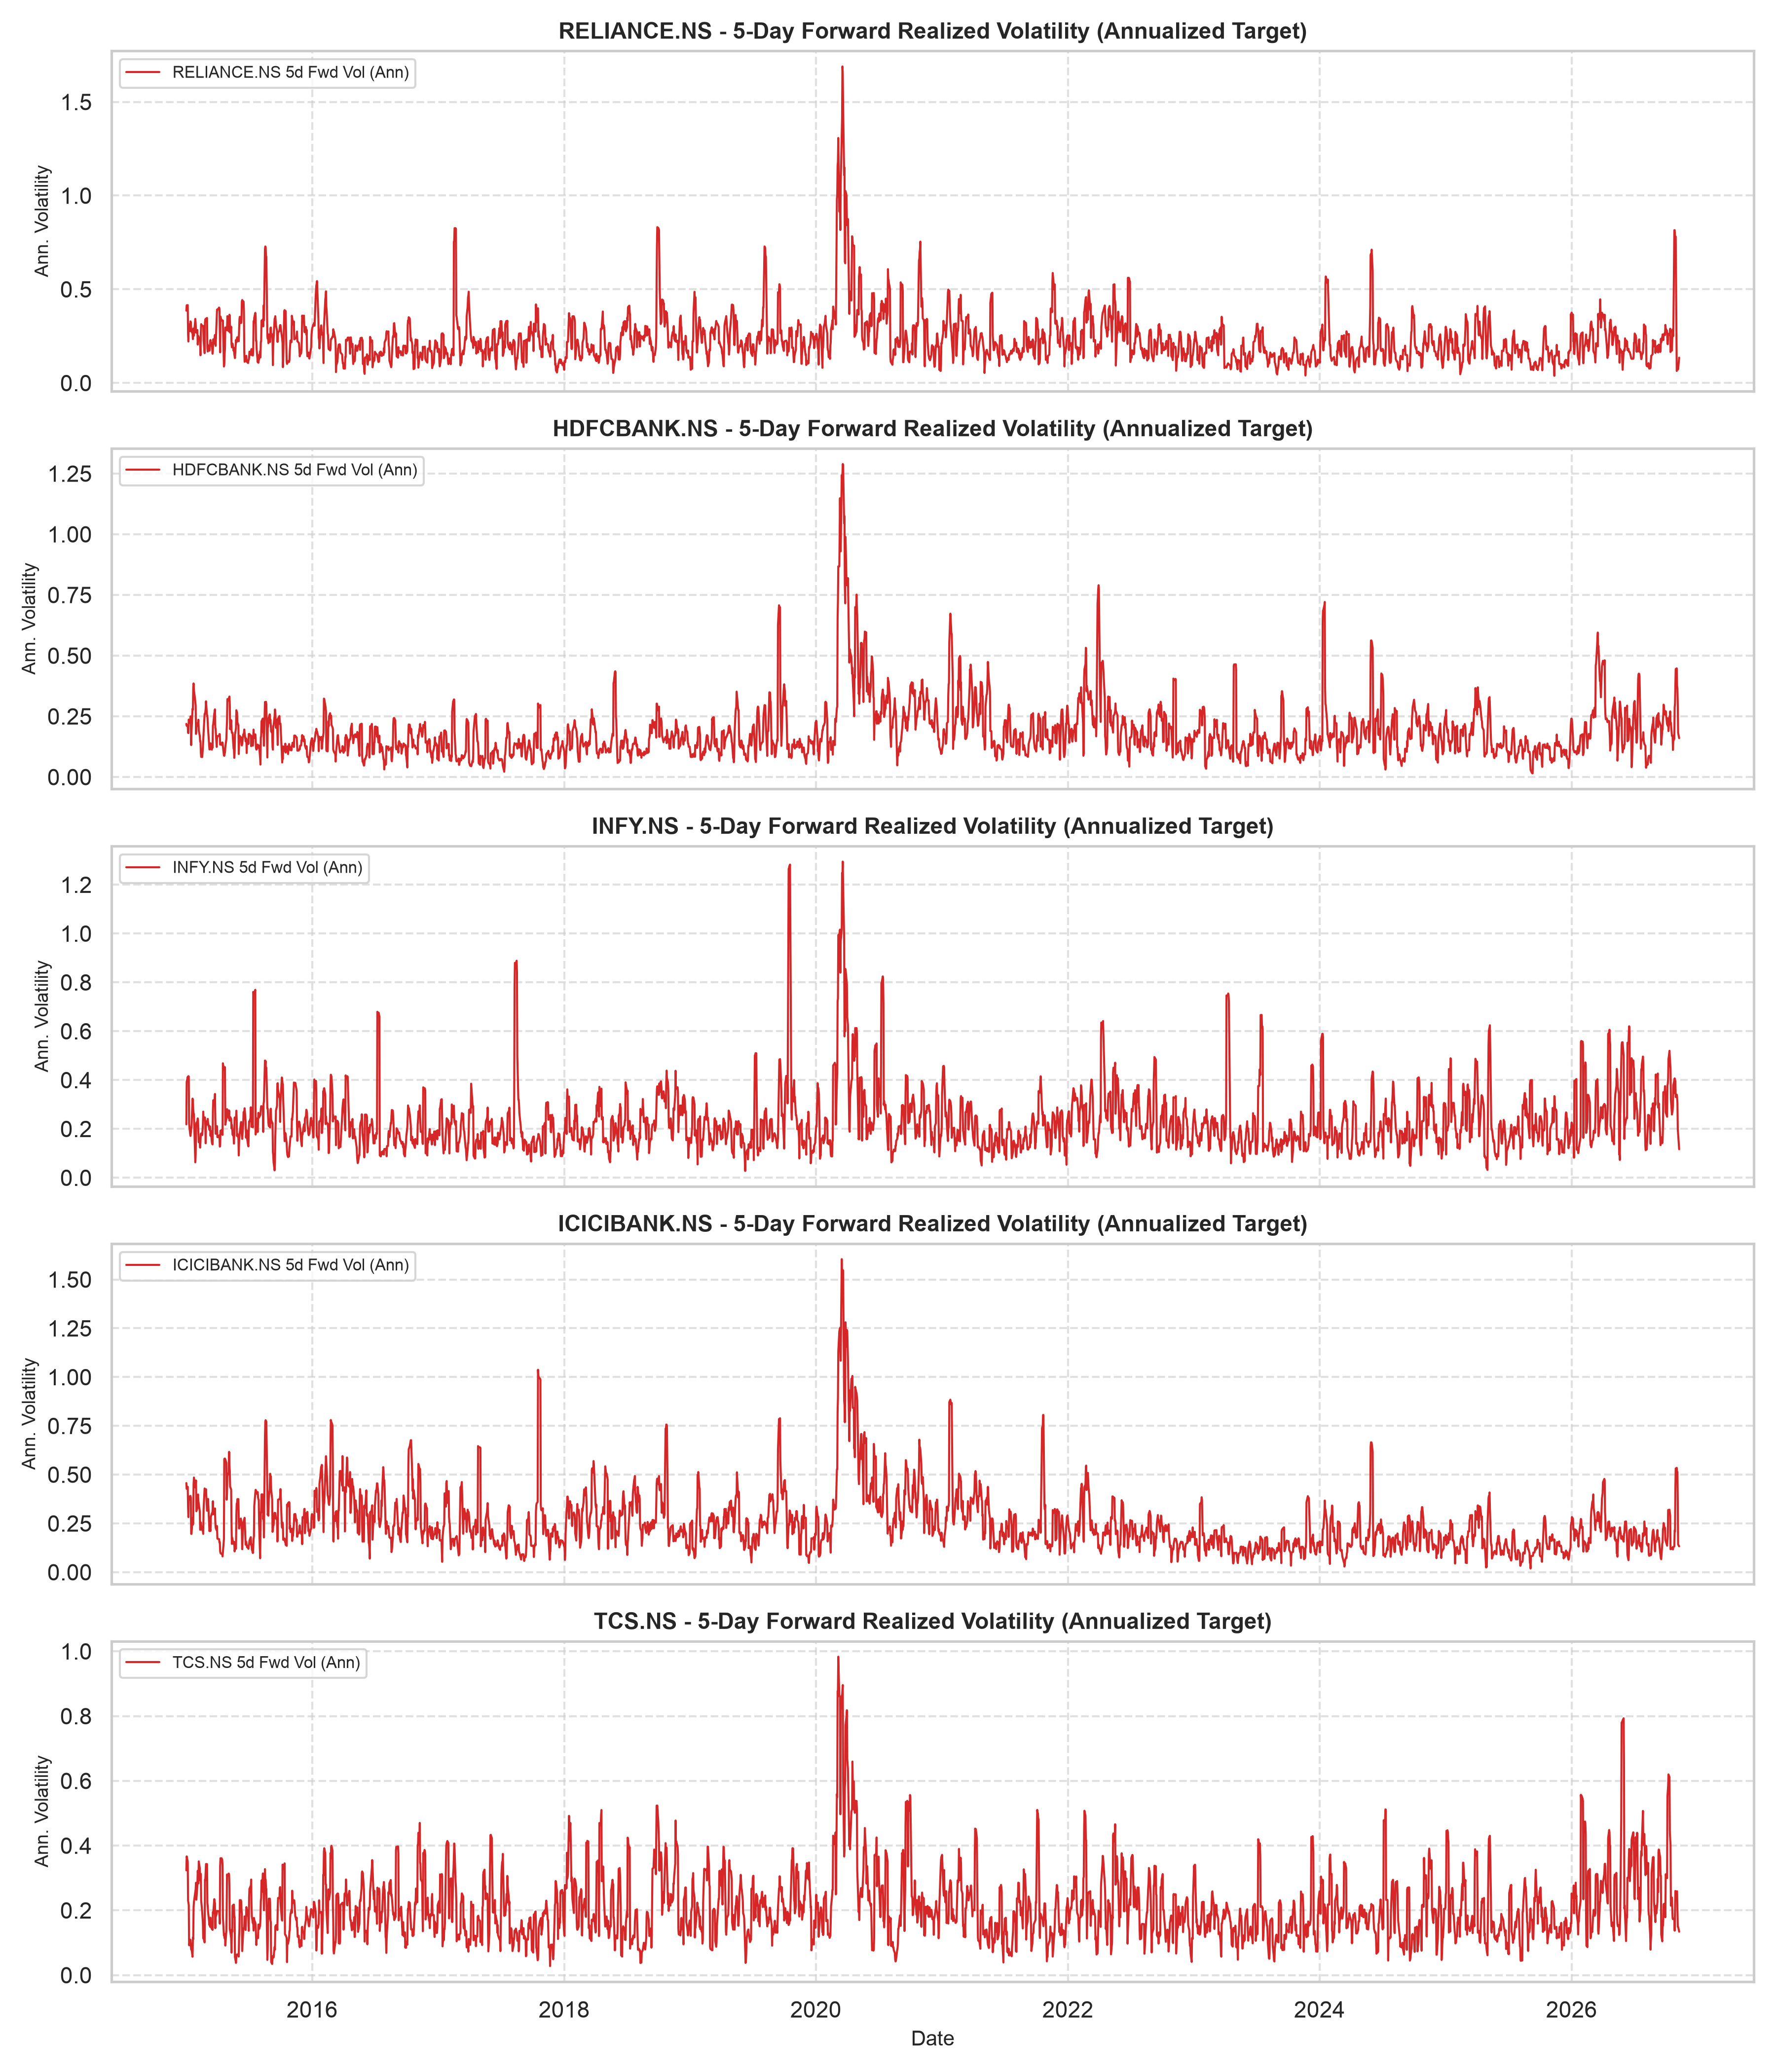 RELIANCE.NS - 5-Day Forward Realized Volatility (Annualized Target)
RELIANCE.NS 5d Fwd Vol (Ann)
Ann. Volatility
1.5
1.0
0.5
0.0
HDFCBANK.NS - 5-Day Forward Realized Volatility (Annualized Target)
HDFCBANK.NS 5d Fwd Vol (Ann)
Ann. Volatility
1.25
1.00
0.75
0.50
0.25
0.00
INFY.NS - 5-Day Forward Realized Volatility (Annualized Target)
INFY.NS 5d Fwd Vol (Ann)
Ann. Volatility
1.2
1.0
0.8
0.6
0.4
0.2
0.0
ICICIBANK.NS - 5-Day Forward Realized Volatility (Annualized Target)
ICICIBANK.NS 5d Fwd Vol (Ann)
Ann. Volatility
1.50
1.25
1.00
0.75
0.50
0.25
0.00
TCS.NS - 5-Day Forward Realized Volatility (Annualized Target)
TCS.NS 5d Fwd Vol (Ann)
Ann. Volatility
1.0
0.8
0.6
0.4
0.2
0.0
2016 2018 2020 2022 2024 2026
Date